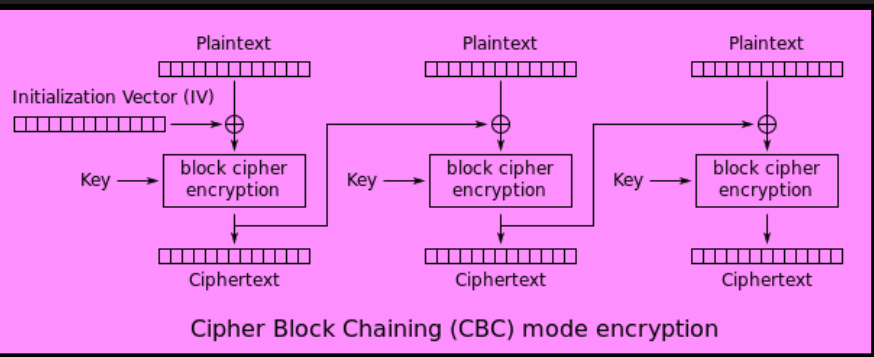 Plaintext
Plaintext
Plaintext
Initialization Vector (IV)
Key
block cipher
encryption
Key
block cipher
encryption
Key
block cipher
encryption
Ciphertext
Ciphertext
Ciphertext
Cipher Block Chaining (CBC) mode encryption